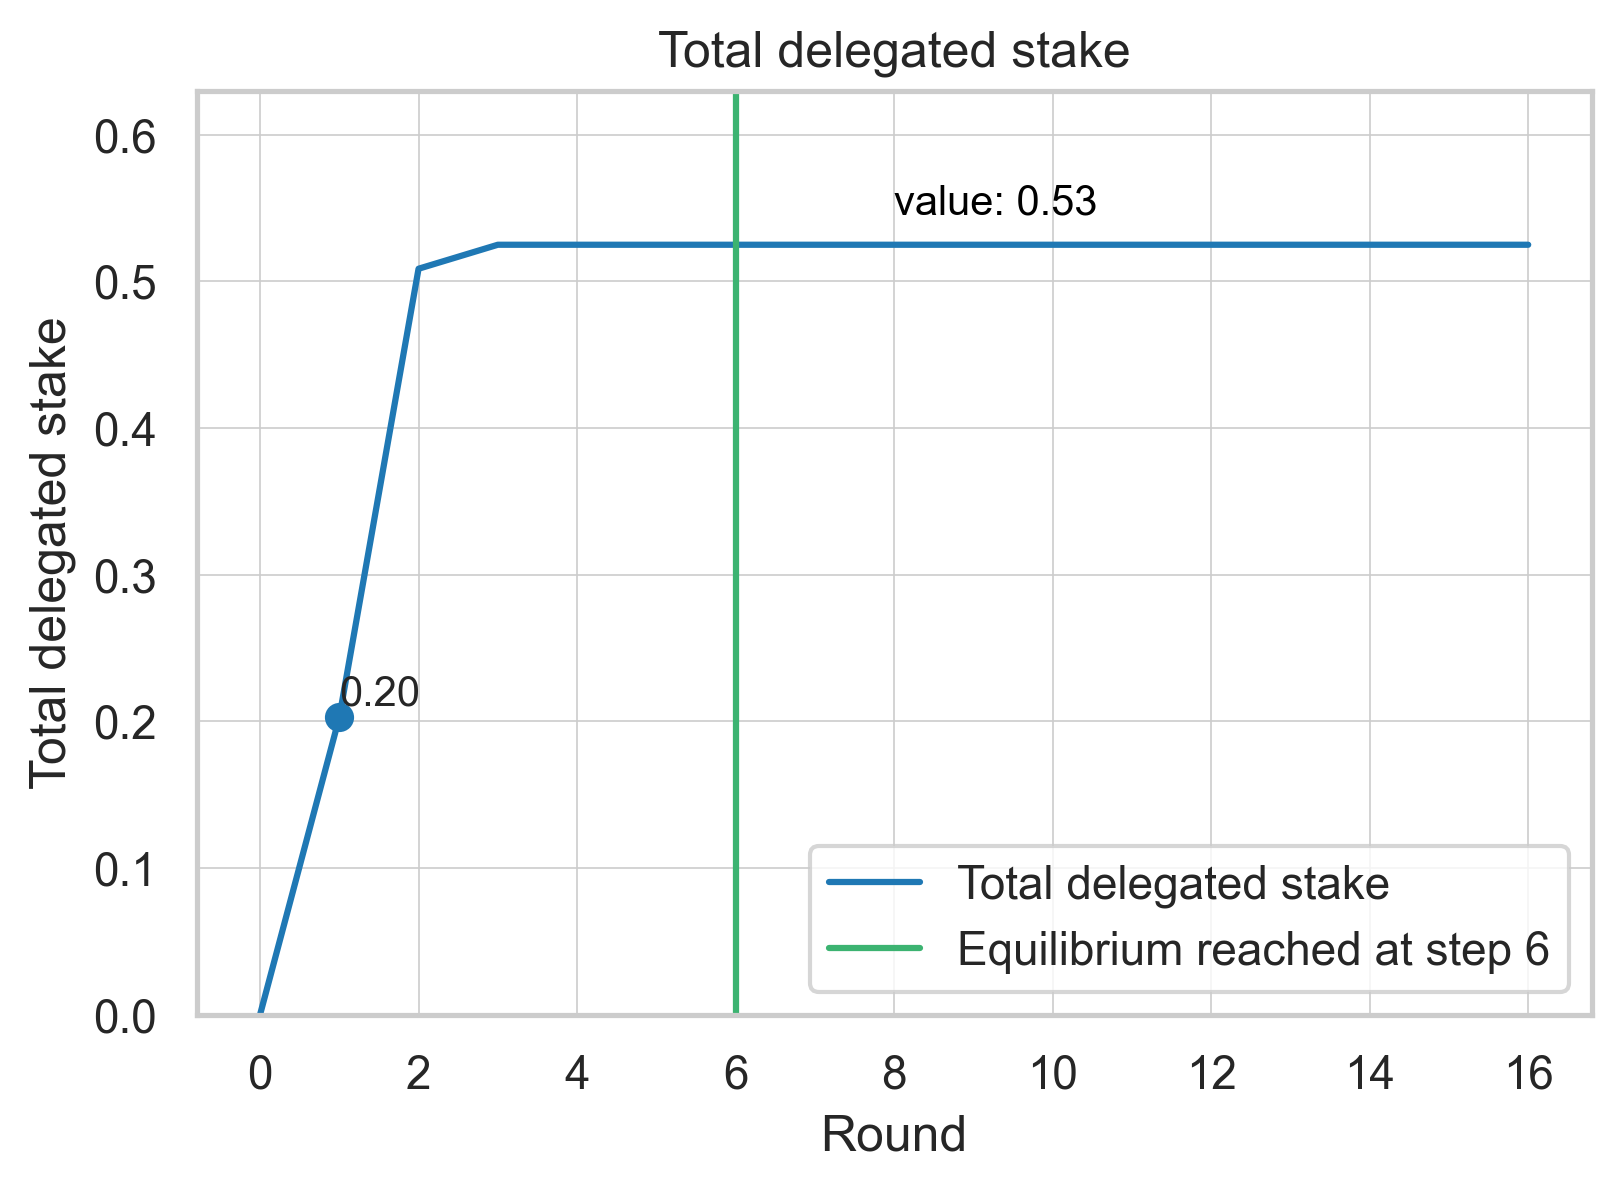 Total delegated stake
0.6
0.5
0.4
0.3
0.2
0.1
0.0
Total delegated stake
value: 0.53
0.20
Total delegated stake
Equilibrium reached at step 6
0 2 4 6 8 10 12 14 16
Round